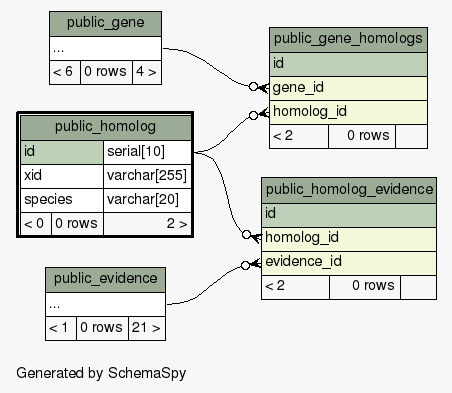 public_gene
...
< 6 0 rows 4 >
public_gene_homologs
id
gene_id
homolog_id
< 2 0 rows
public_homolog
id serial[10]
xid varchar[255]
species varchar[20]
< 0 0 rows 2 >
public_homolog_evidence
id
homolog_id
evidence_id
< 2 0 rows
public_evidence
...
< 1 0 rows 21 >
Generated by SchemaSpy